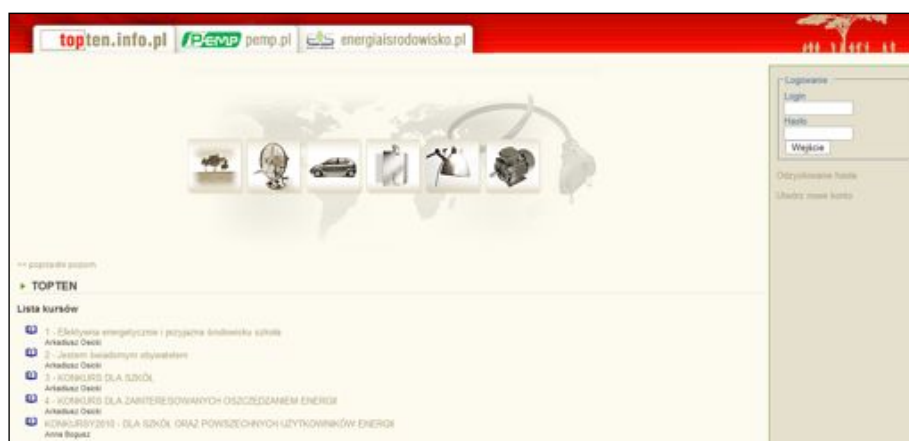 topten.info.pl PEMP pemp.pl eis energiaisrodowisko.pl
Logowanie
Login
Hasło
Wejście
Odzyskiwanie hasła
Utwórz nowe konto
<< poprzedni poziom
TOPTEN
Lista kursów
1 - Efektywna energetycznie i przyjazna środowisku szkoła
Arkadiusz Osicki
2 - Jestem świadomym obywatelem
Arkadiusz Osicki
3 - KONKURS DLA SZKÓŁ
Arkadiusz Osicki
4 - KONKURS DLA ZAINTERESOWANYCH OSZCZĘDZANIEM ENERGII
Arkadiusz Osicki
KONKURSY2010 - DLA SZKÓŁ ORAZ POWSZECHNYCH UŻYTKOWNIKÓW ENERGII
Anna Bogusz